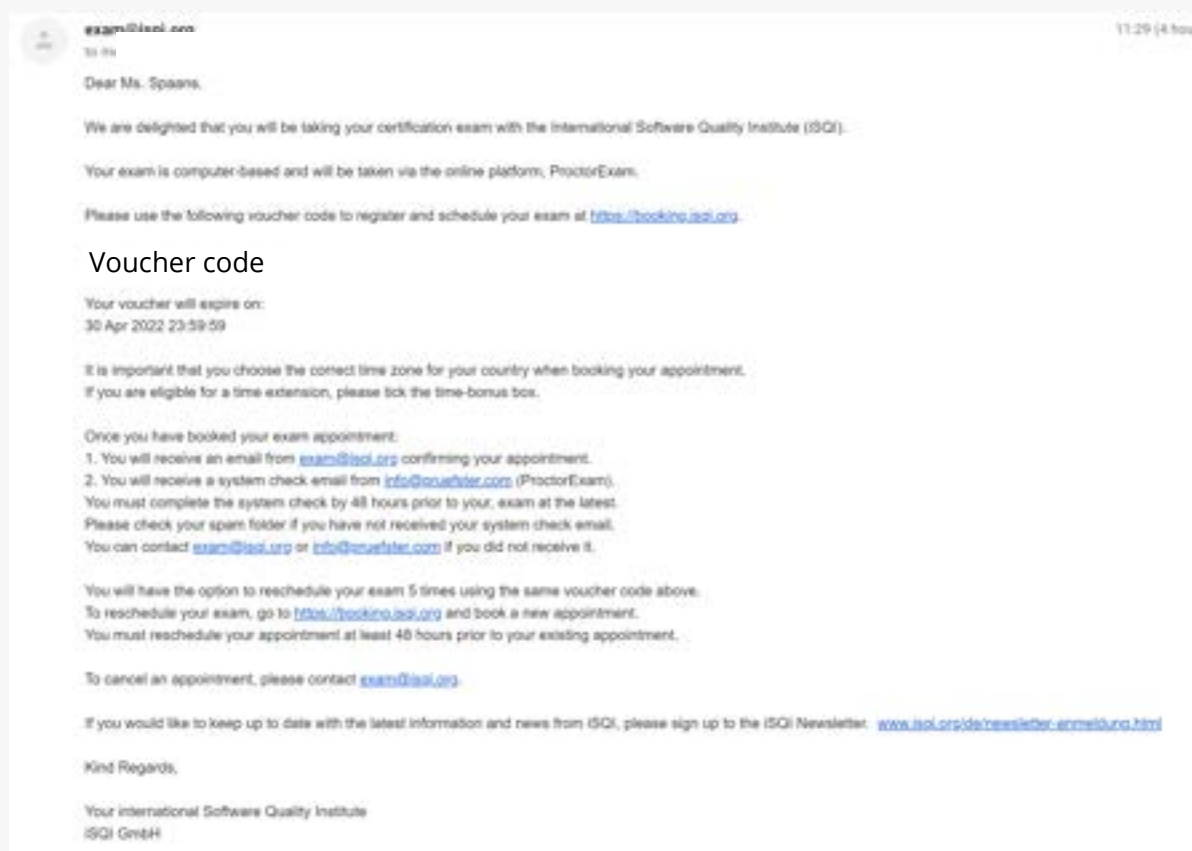 exam@isqi.org
11:29 (4 hou
to me
Dear Ms. Spaans,
We are delighted that you will be taking your certification exam with the International Software Quality Institute (iSQI).
Your exam is computer-based and will be taken via the online platform, ProctorExam.
Please use the following voucher code to register and schedule your exam at https://booking.isqi.org.
Voucher code
Your voucher will expire on:
30 Apr 2022 23:59:59
It is important that you choose the correct time zone for your country when booking your appointment.
If you are eligible for a time extension, please tick the time-bonus box.
Once you have booked your exam appointment:
1. You will receive an email from exam@isqi.org confirming your appointment.
2. You will receive a system check email from info@pruefster.com (ProctorExam).
You must complete the system check by 48 hours prior to your, exam at the latest.
Please check your spam folder if you have not received your system check email.
You can contact exam@isqi.org or info@pruefster.com if you did not receive it.
You will have the option to reschedule your exam 5 times using the same voucher code above.
To reschedule your exam, go to https://booking.isqi.org and book a new appointment.
You must reschedule your appointment at least 48 hours prior to your existing appointment.
To cancel an appointment, please contact exam@isqi.org.
If you would like to keep up to date with the latest information and news from iSQI, please sign up to the iSQI Newsletter. www.isqi.org/de/newsletter-anmeldung.html
Kind Regards,
Your international Software Quality Institute
iSQI GmbH